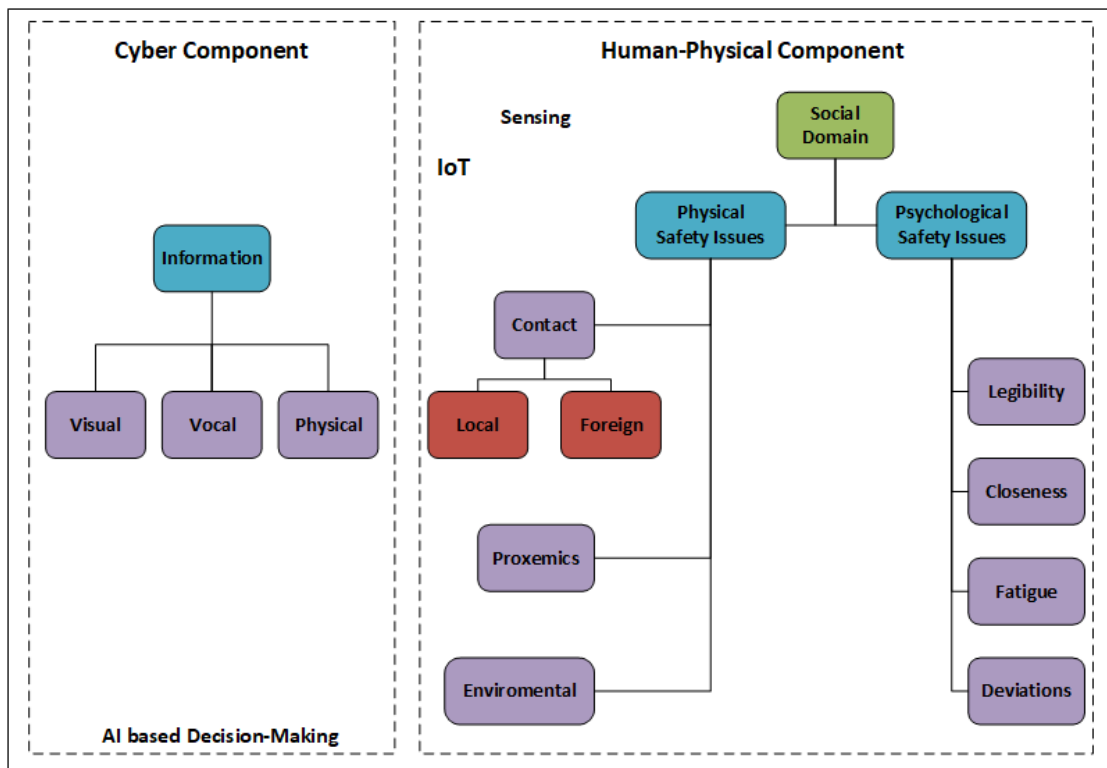 Cyber Component
Information
Visual
Vocal
Physical
AI based Decision-Making
Human-Physical Component
Sensing
IoT
Social
Domain
Physical
Safety Issues
Psychological
Safety Issues
Contact
Local
Foreign
Proxemics
Enviromental
Legibility
Closeness
Fatigue
Deviations